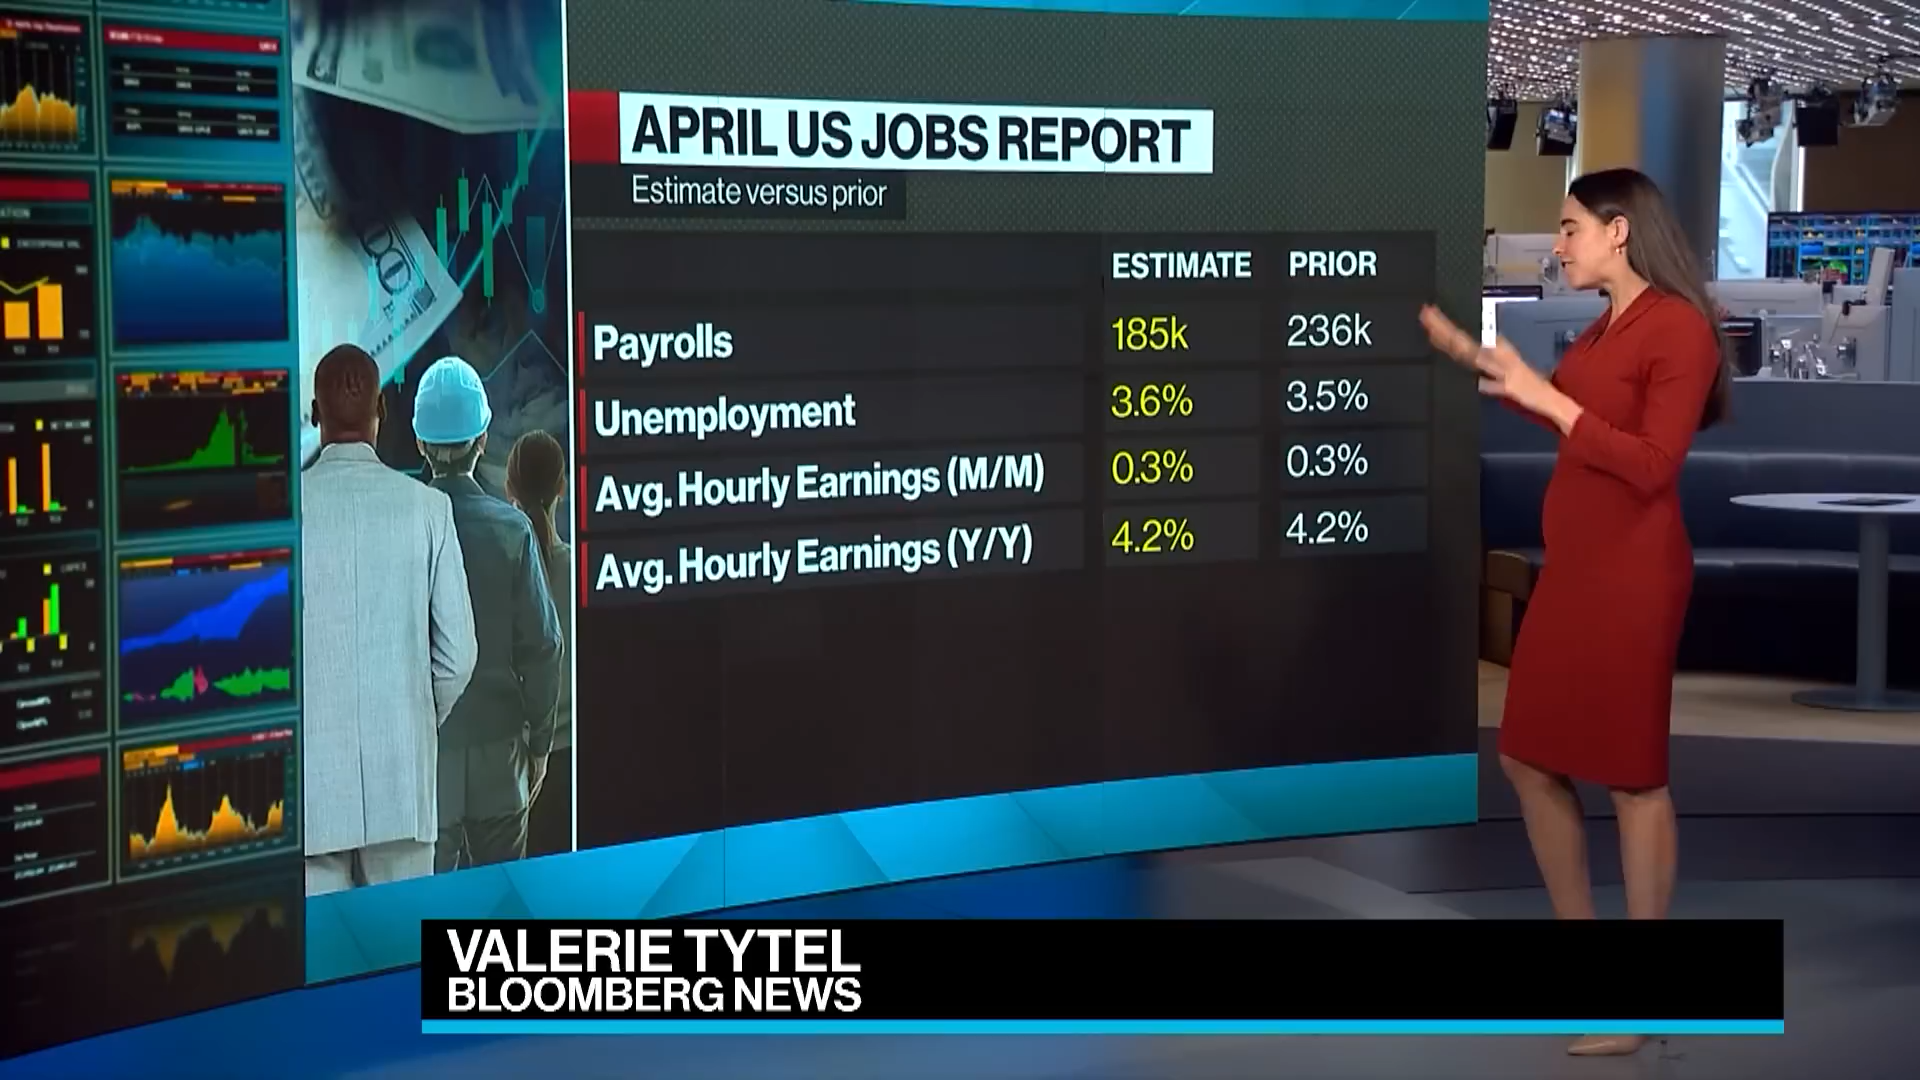 APRIL US JOBS REPORT
Estimate versus prior
ESTIMATE PRIOR
Payrolls 185k 236k
Unemployment 3.6% 3.5%
Avg. Hourly Earnings (M/M) 0.3% 0.3%
Avg. Hourly Earnings (Y/Y) 4.2% 4.2%
VALERIE TYTEL
BLOOMBERG NEWS